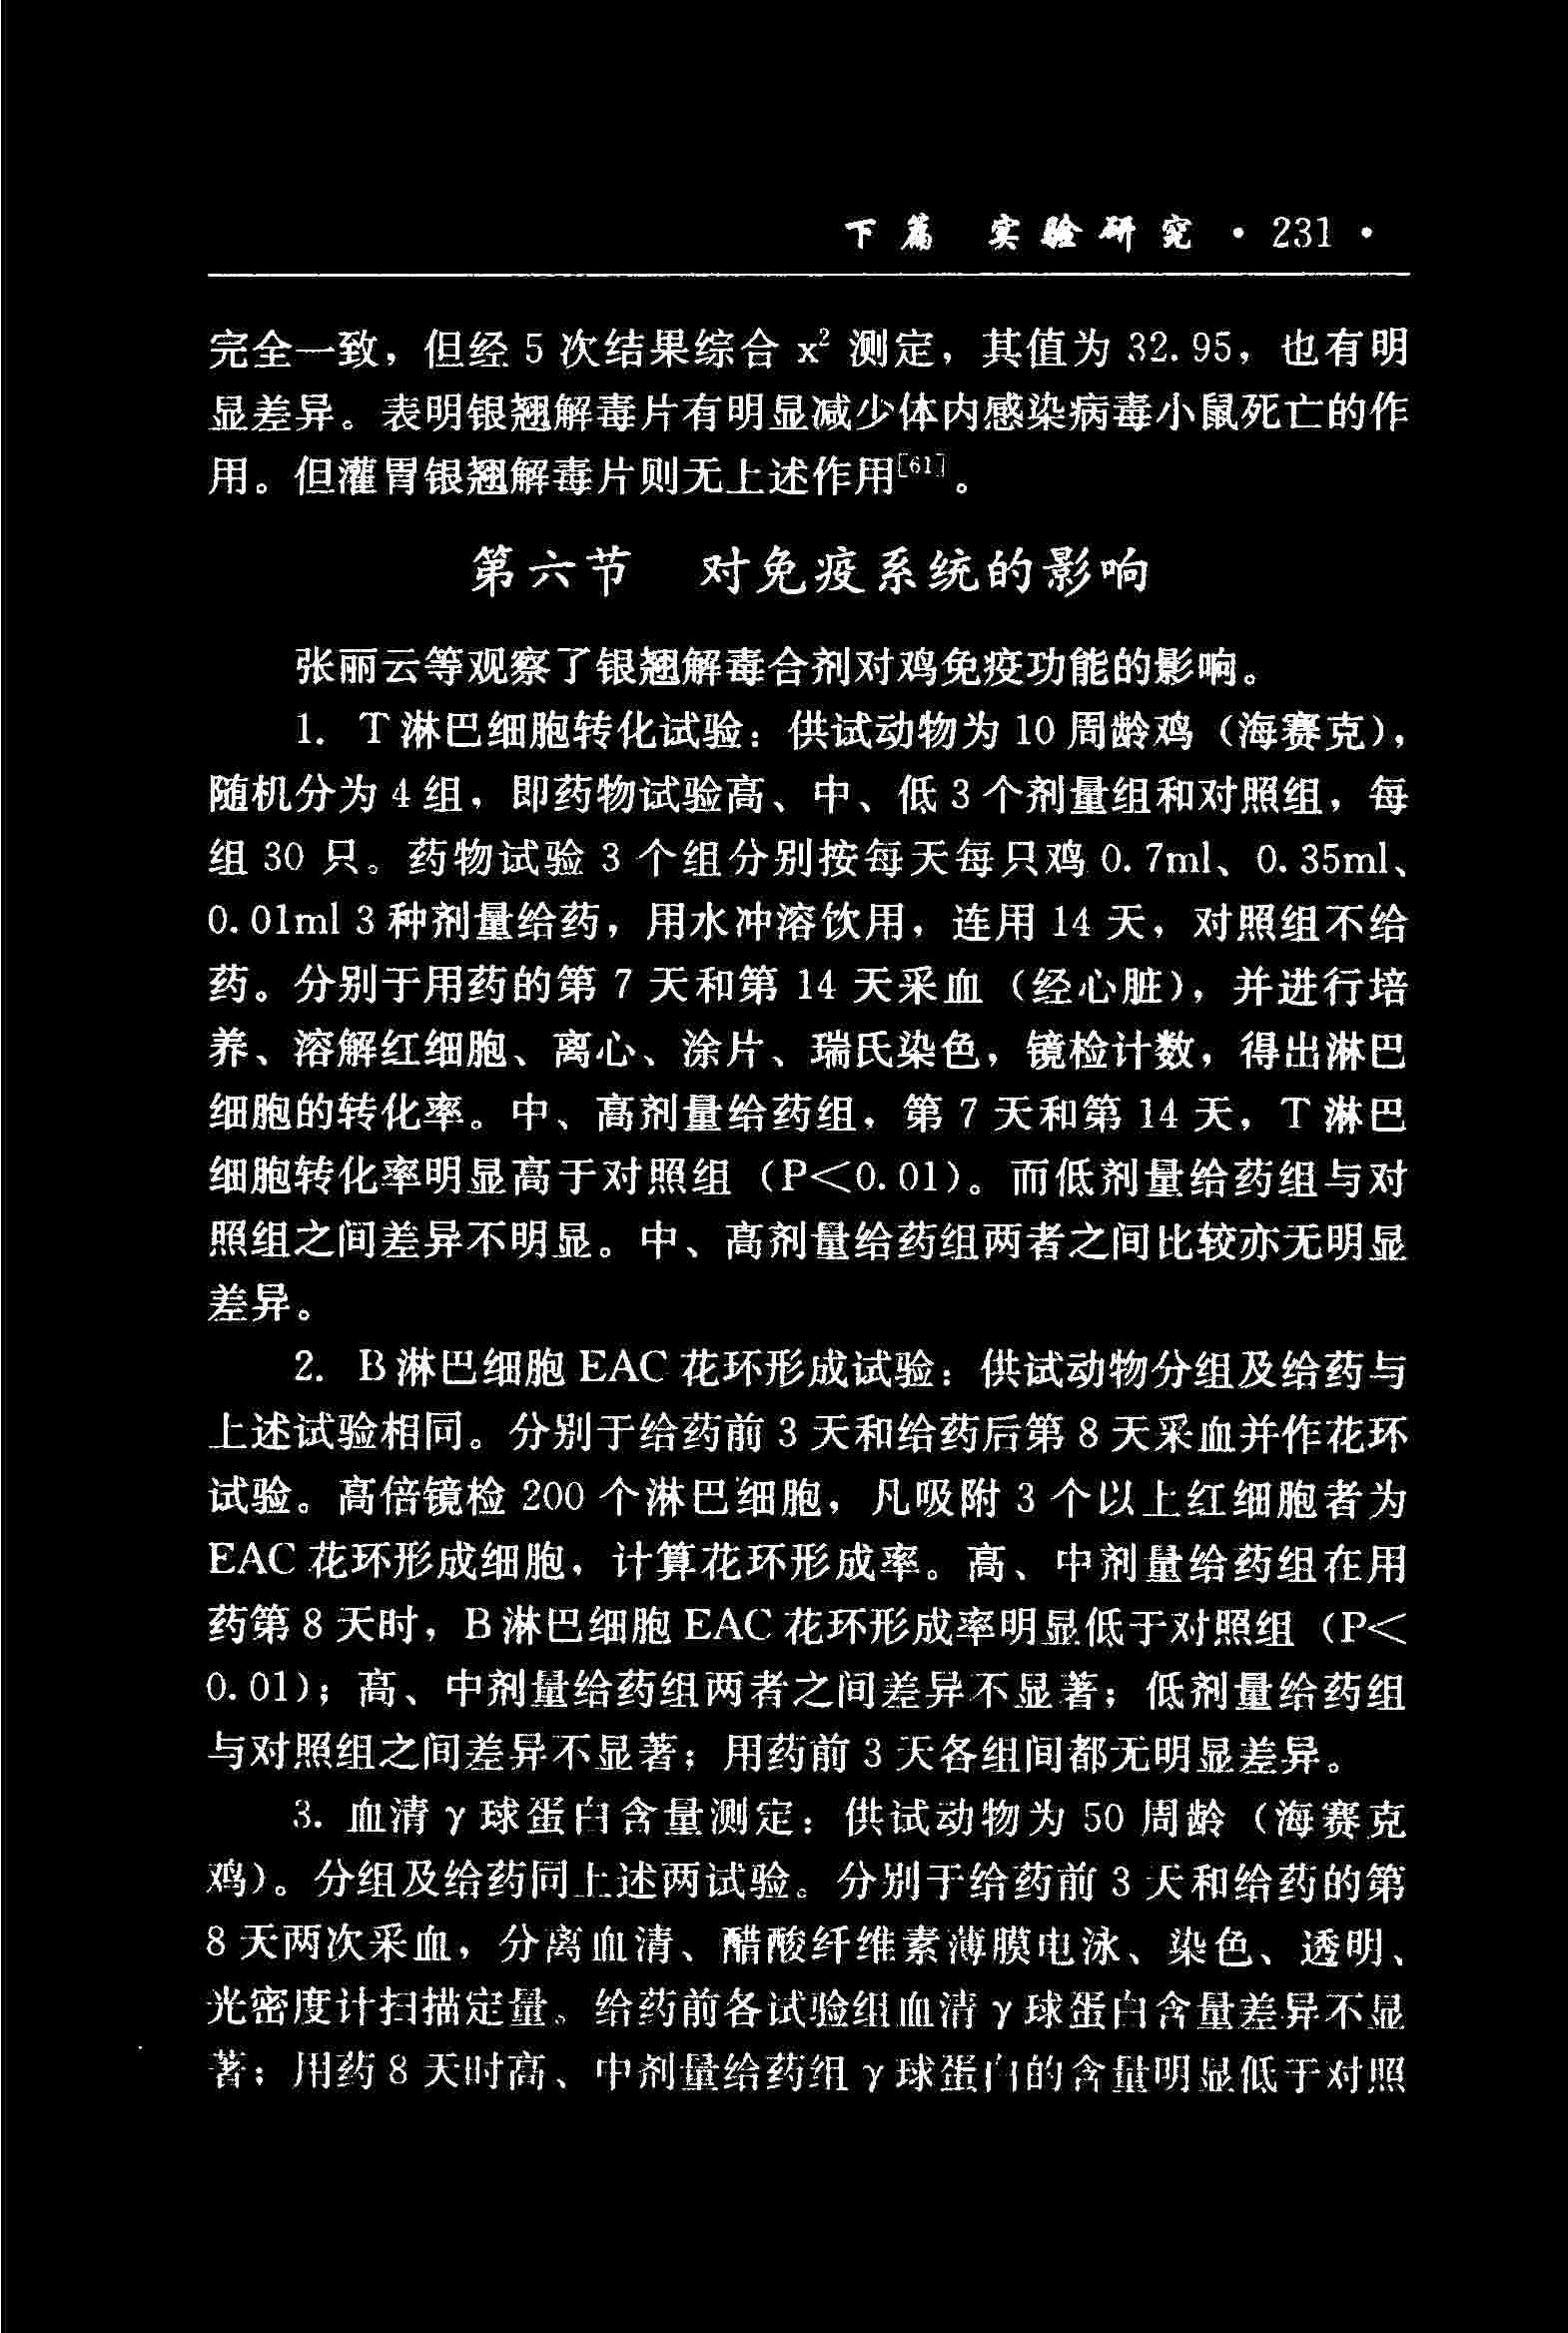 下篇 实验研究·231·
完全一致，但经 5 次结果综合 x² 测定，其值为 32.95，也有明
显差异。表明银翘解毒片有明显减少体内感染病毒小鼠死亡的作
用。但灌胃银翘解毒片则无上述作用[61]。
第六节 对免疫系统的影响
张丽云等观察了银翘解毒合剂对鸡免疫功能的影响。
1. T 淋巴细胞转化试验：供试动物为 10 周龄鸡（海赛克），
随机分为 4 组，即药物试验高、中、低 3 个剂量组和对照组，每
组 30 只。药物试验 3 个组分别按每天每只鸡 0.7ml、0.35ml、
0.01ml 3 种剂量给药，用水冲溶饮用，连用 14 天，对照组不给
药。分别于用药的第 7 天和第 14 天采血（经心脏），并进行培
养、溶解红细胞、离心、涂片、瑞氏染色，镜检计数，得出淋巴
细胞的转化率。中、高剂量给药组，第 7 天和第 14 天，T 淋巴
细胞转化率明显高于对照组（P<0.01）。而低剂量给药组与对
照组之间差异不明显。中、高剂量给药组两者之间比较亦无明显
差异。
2. B 淋巴细胞 EAC 花环形成试验：供试动物分组及给药与
上述试验相同。分别于给药前 3 天和给药后第 8 天采血并作花环
试验。高倍镜检 200 个淋巴细胞，凡吸附 3 个以上红细胞者为
EAC 花环形成细胞，计算花环形成率。高、中剂量给药组在用
药第 8 天时，B 淋巴细胞 EAC 花环形成率明显低于对照组（P<
0.01）；高、中剂量给药组两者之间差异不显著；低剂量给药组
与对照组之间差异不显著；用药前 3 天各组间都无明显差异。
3. 血清 γ 球蛋白含量测定：供试动物为 50 周龄（海赛克
鸡）。分组及给药同上述两试验。分别于给药前 3 天和给药的第
8 天两次采血，分离血清、醋酸纤维素薄膜电泳、染色、透明、
光密度计扫描定量。给药前各试验组血清 γ 球蛋白含量差异不显
著；用药 8 天时高、中剂量给药组 γ 球蛋白的含量明显低于对照